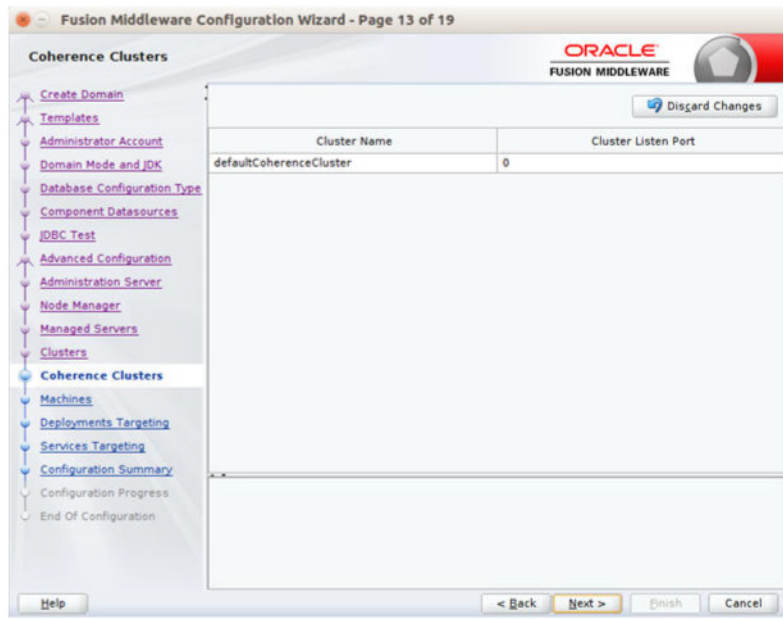 Fusion Middleware Configuration Wizard - Page 13 of 19
Coherence Clusters
ORACLE
FUSION MIDDLEWARE
Create Domain
Templates
Administrator Account
Domain Mode and JDK
Database Configuration Type
Component Datasources
JDBC Test
Advanced Configuration
Administration Server
Node Manager
Managed Servers
Clusters
Coherence Clusters
Machines
Deployments Targeting
Services Targeting
Configuration Summary
Configuration Progress
End Of Configuration
Discard Changes
Cluster Name Cluster Listen Port
defaultCoherenceCluster 0
Help < Back Next > Finish Cancel